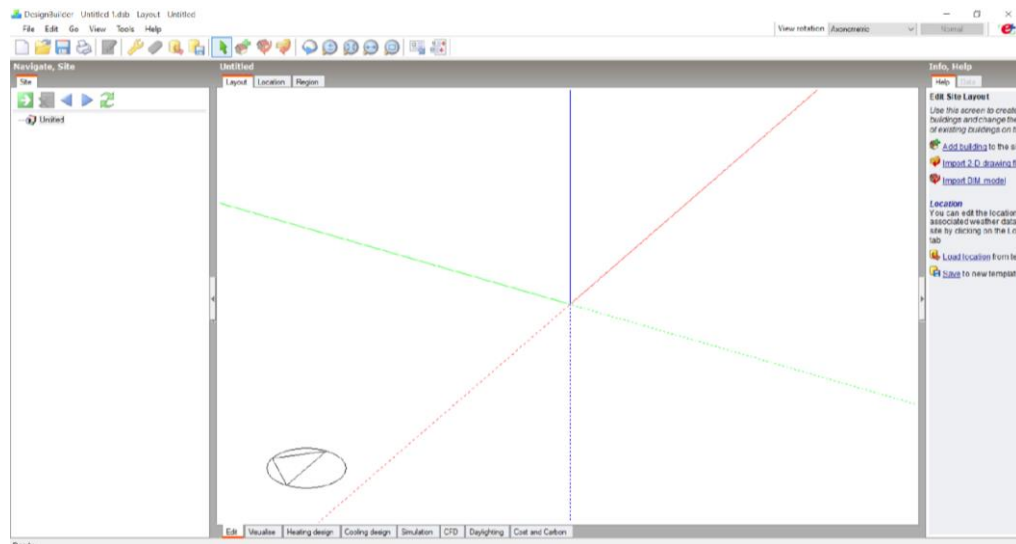 DesignBuilder Untitled 1.dsb Layout Untitled
File Edit Go View Tools Help
View rotation Axonometric Normal
Navigate, Site
Site
Untitled
Untitled
Layout Location Region
Edit Visualise Heating design Cooling design Simulation CFD Daylighting Cost and Carbon
Info, Help
Help Data
Edit Site Layout
Use this screen to create
buildings and change the
of existing buildings on t
Add building to the s
Import 2-D drawing f
Import BIM model
Location
You can edit the location
associated weather data
site by clicking on the Lo
tab
Load location from te
Save to new templat